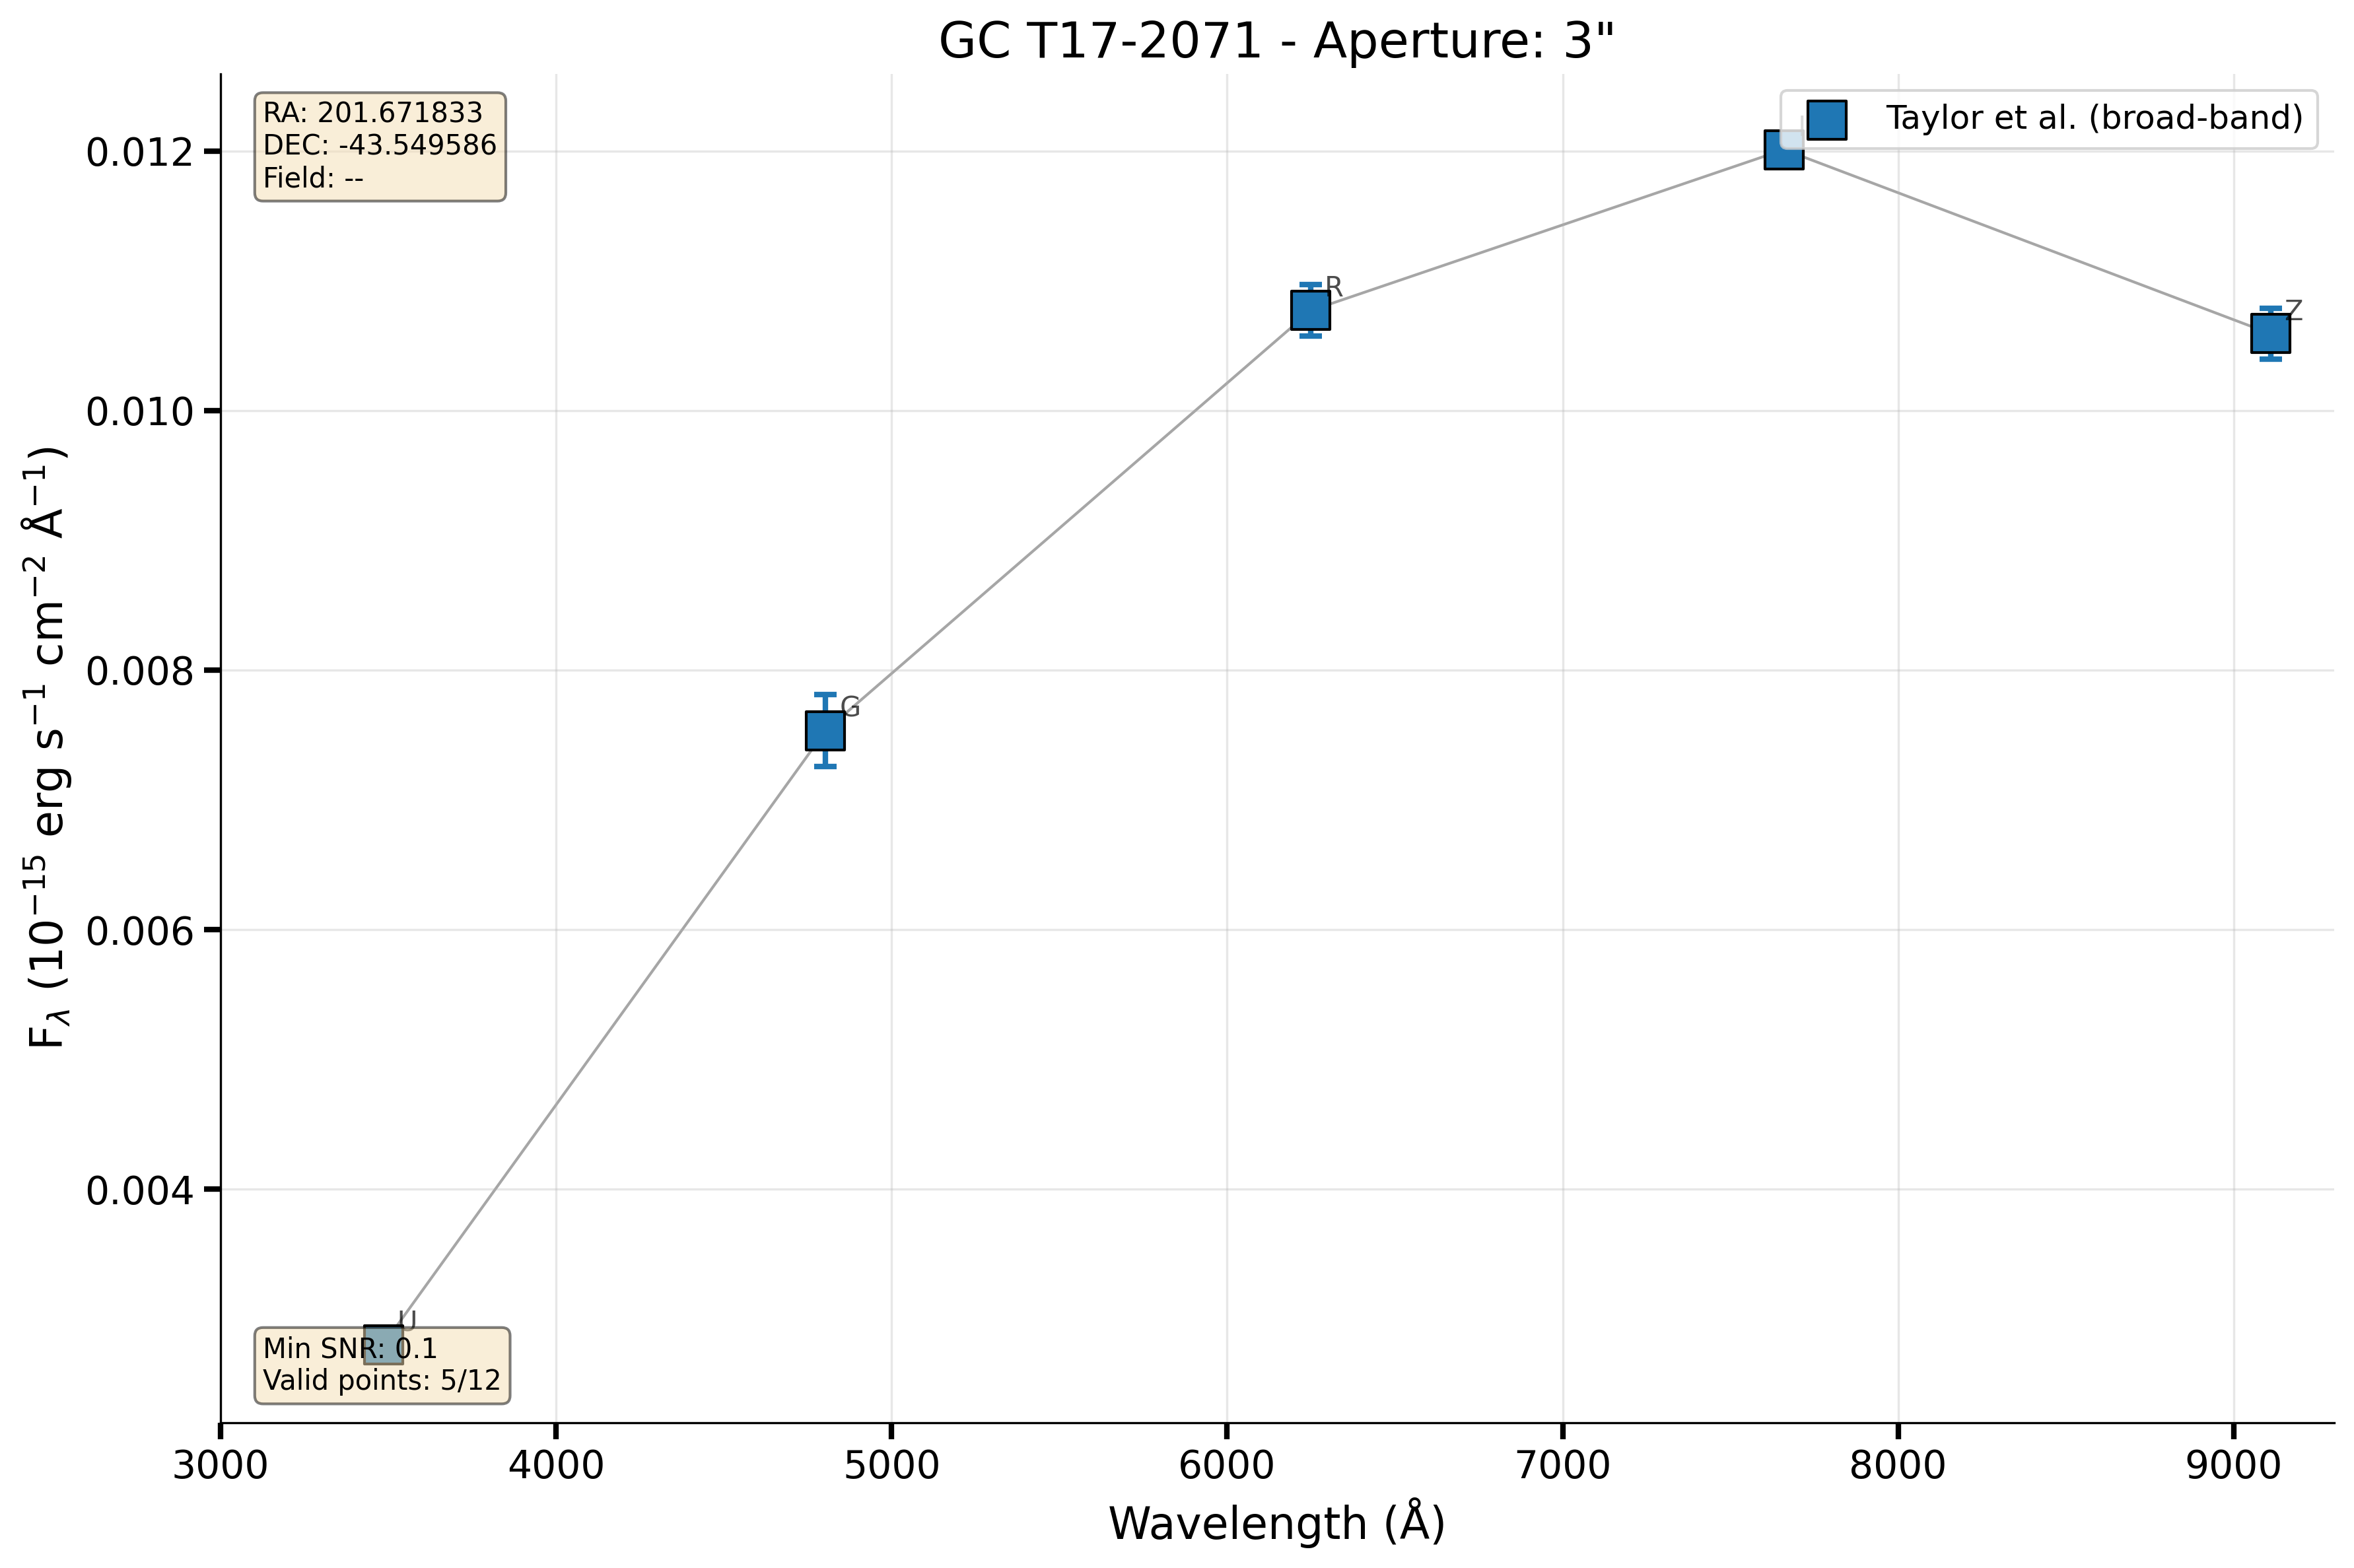 GC T17-2071 - Aperture: 3"
RA: 201.671833
DEC: -43.549586
Field: --
Taylor et al. (broad-band)
I
R
Z
G
U
Min SNR: 0.1
Valid points: 5/12
0.012
0.010
0.008
0.006
0.004
F_λ (10⁻¹⁵ erg s⁻¹ cm⁻² Å⁻¹)
3000 4000 5000 6000 7000 8000 9000
Wavelength (Å)